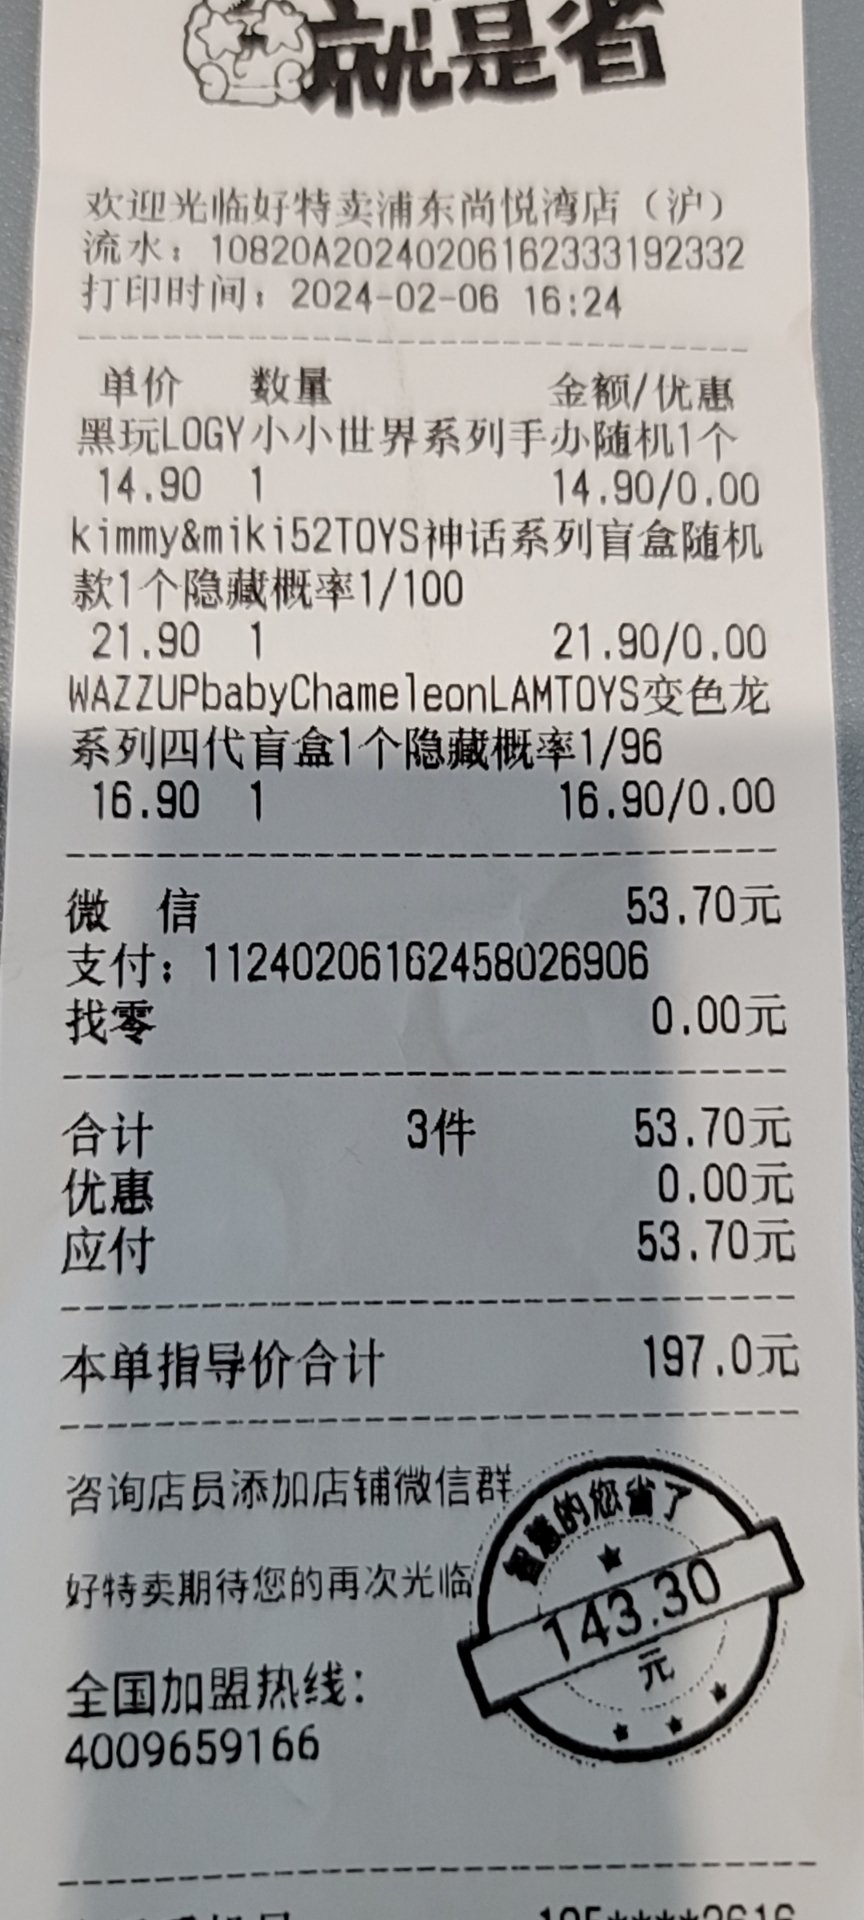 就是省
欢迎光临好特卖浦东尚悦湾店（沪）
流水：10820A20240206162333192332
打印时间：2024-02-06 16:24
单价 数量 金额/优惠
黑玩LOGY小小世界系列手办随机1个
14.90 1 14.90/0.00
kimmy&miki52TOYS神话系列盲盒随机
款1个隐藏概率1/100
21.90 1 21.90/0.00
WAZZUPbabyChameleonLAMTOYS变色龙
系列四代盲盒1个隐藏概率1/96
16.90 1 16.90/0.00
微 信 53.70元
支付：11240206162458026906
找零 0.00元
合计 3件 53.70元
优惠 0.00元
应付 53.70元
本单指导价合计 197.0元
咨询店员添加店铺微信群
好特卖期待您的再次光临
智慧的您省了
143.30
元
全国加盟热线：
4009659166